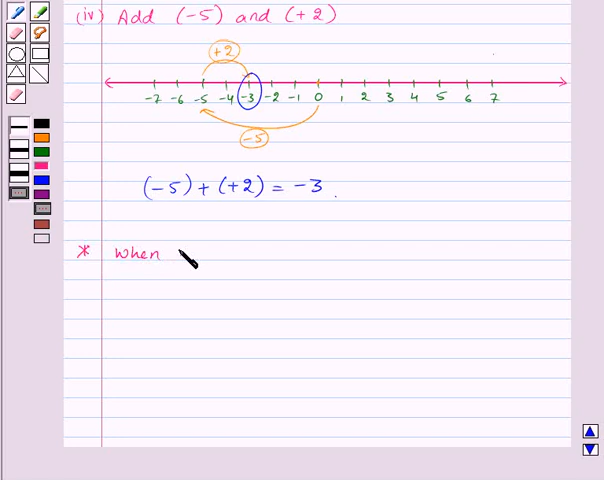 (iv) Add (-5) and (+2)
+2
-7 -6 -5 -4 -3 -2 -1 0 1 2 3 4 5 6 7
-5
(-5) + (+2) = -3.
* When